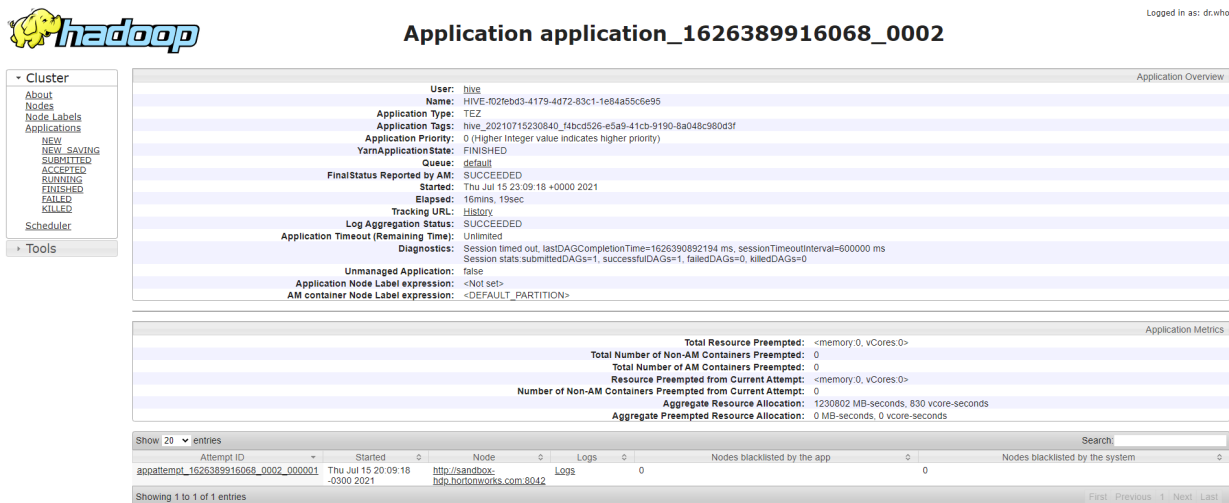 hadoop
Logged in as: dr.who
Application application_1626389916068_0002
Cluster
About
Nodes
Node Labels
Applications
NEW
NEW_SAVING
SUBMITTED
ACCEPTED
RUNNING
FINISHED
FAILED
KILLED
Scheduler
Tools
Application Overview
User: hive
Name: HIVE-f02febd3-4179-4d72-83c1-1e84a55c6e95
Application Type: TEZ
Application Tags: hive_20210715230840_f4bcd526-e5a9-41cb-9190-8a048c980d3f
Application Priority: 0 (Higher Integer value indicates higher priority)
YarnApplicationState: FINISHED
Queue: default
FinalStatus Reported by AM: SUCCEEDED
Started: Thu Jul 15 23:09:18 +0000 2021
Elapsed: 16mins, 19sec
Tracking URL: History
Log Aggregation Status: SUCCEEDED
Application Timeout (Remaining Time): Unlimited
Diagnostics: Session timed out, lastDAGCompletionTime=1626390892194 ms, sessionTimeoutInterval=600000 ms
Session stats:submittedDAGs=1, successfulDAGs=1, failedDAGs=0, killedDAGs=0
Unmanaged Application: false
Application Node Label expression: <Not set>
AM container Node Label expression: <DEFAULT_PARTITION>
Application Metrics
Total Resource Preempted: <memory:0, vCores:0>
Total Number of Non-AM Containers Preempted: 0
Total Number of AM Containers Preempted: 0
Resource Preempted from Current Attempt: <memory:0, vCores:0>
Number of Non-AM Containers Preempted from Current Attempt: 0
Aggregate Resource Allocation: 1230802 MB-seconds, 830 vcore-seconds
Aggregate Preempted Resource Allocation: 0 MB-seconds, 0 vcore-seconds
Show 20 entries Search:
Attempt ID Started Node Logs Nodes blacklisted by the app Nodes blacklisted by the system
appattempt_1626389916068_0002_000001 Thu Jul 15 20:09:18 http://sandbox- Logs 0 0
-0300 2021 hdp.hortonworks.com:8042
Showing 1 to 1 of 1 entries First Previous 1 Next Last